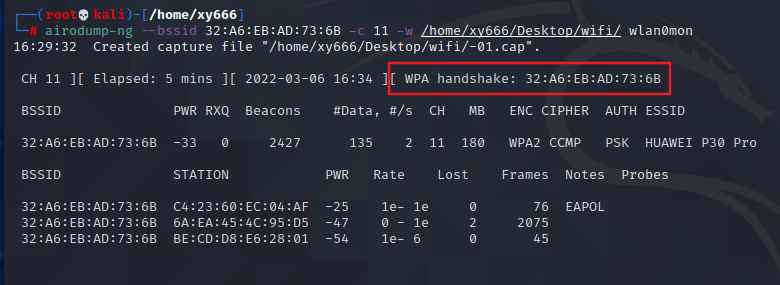 ┌──(root💀kali)-[/home/xy666]
└─# airodump-ng --bssid 32:A6:EB:AD:73:6B -c 11 -w /home/xy666/Desktop/wifi/ wlan0mon
16:29:32  Created capture file "/home/xy666/Desktop/wifi/-01.cap".
CH 11 ][ Elapsed: 5 mins ][ 2022-03-06 16:34 ][ WPA handshake: 32:A6:EB:AD:73:6B
BSSID PWR RXQ Beacons #Data, #/s CH MB ENC CIPHER AUTH ESSID
32:A6:EB:AD:73:6B -33 0 2427 135 2 11 180 WPA2 CCMP PSK HUAWEI P30 Pro
BSSID STATION PWR Rate Lost Frames Notes Probes
32:A6:EB:AD:73:6B C4:23:60:EC:04:AF -25 1e- 1e 0 76 EAPOL
32:A6:EB:AD:73:6B 6A:EA:45:4C:95:D5 -47 0 - 1e 2 2075
32:A6:EB:AD:73:6B BE:CD:D8:E6:28:01 -54 1e- 6 0 45